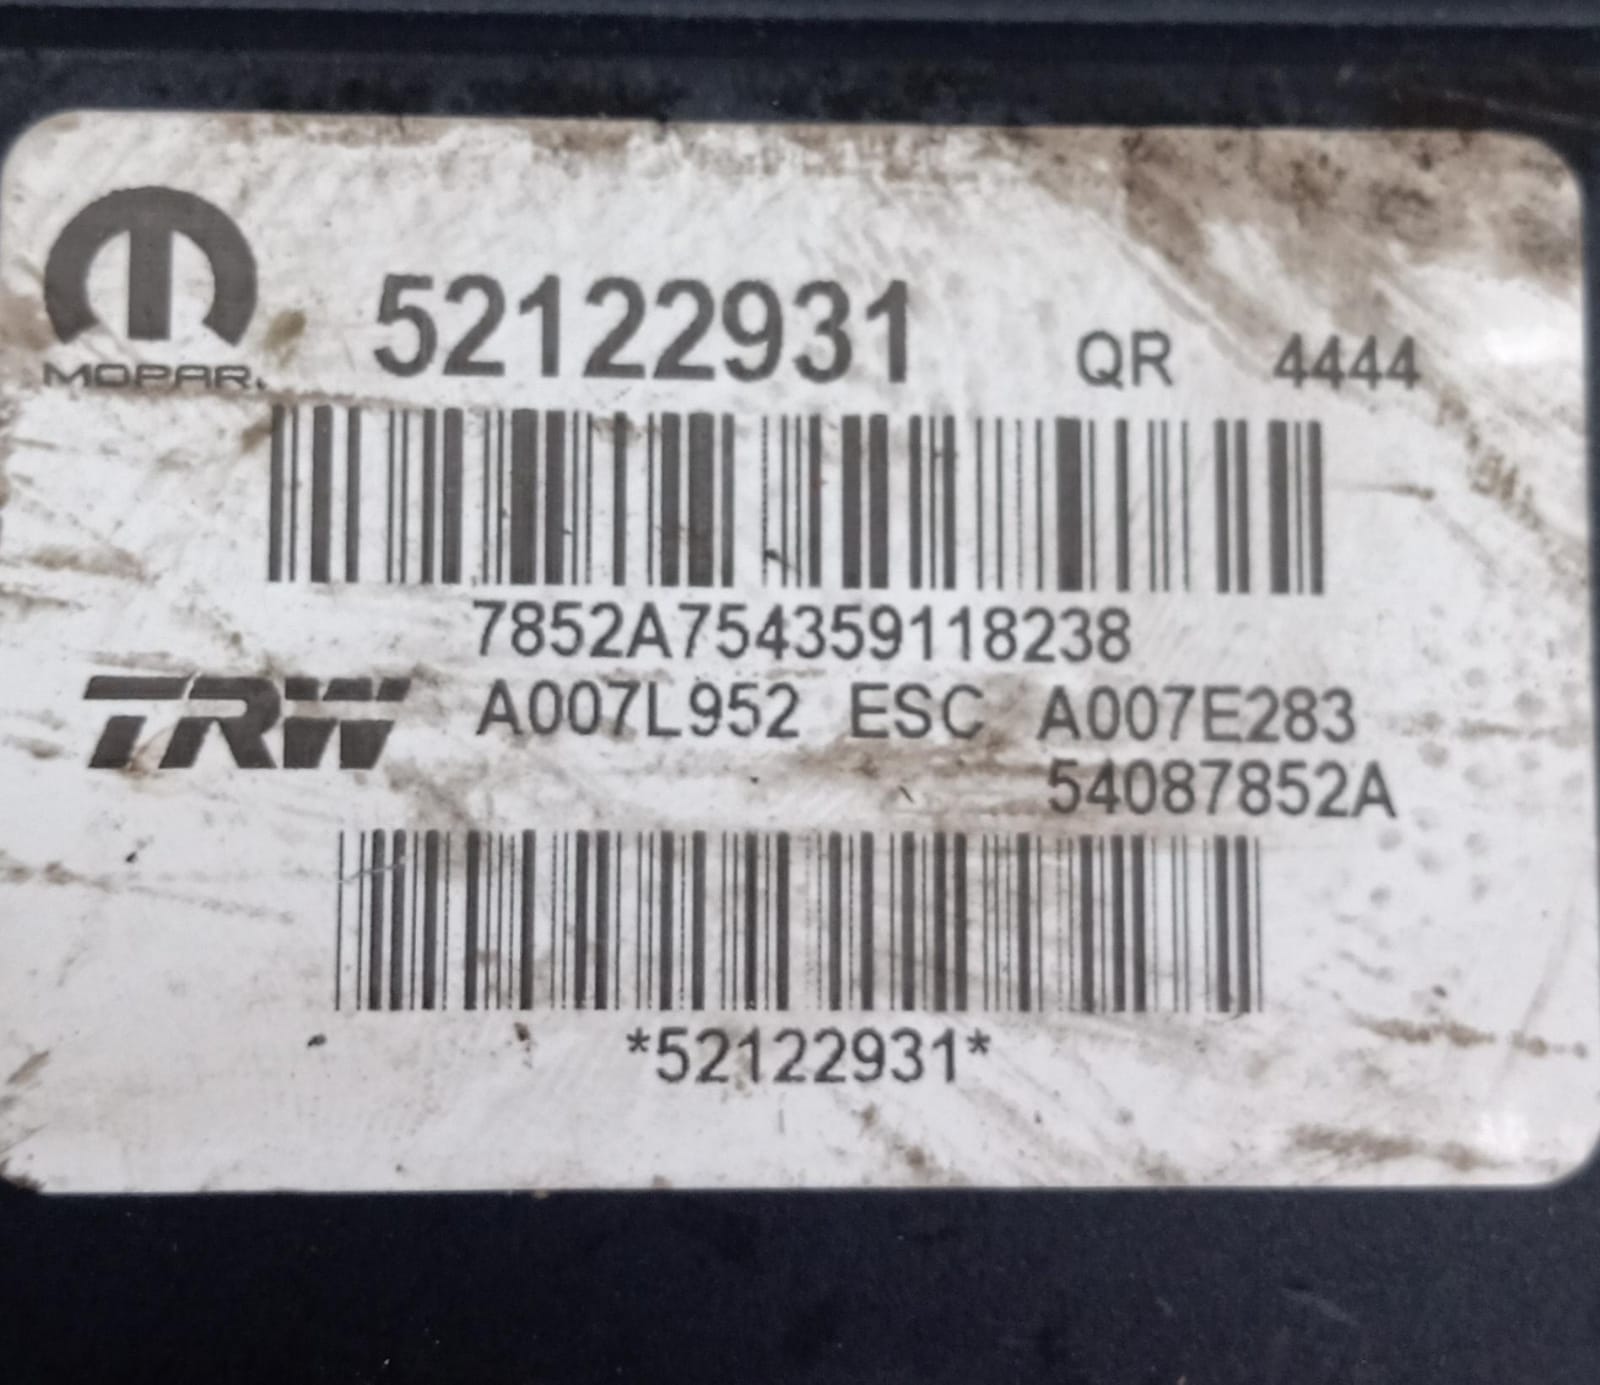 52122931 QR 4444
MOPAR.
7852A754359118238
TRW A007L952 ESC A007E283
54087852A
*52122931*